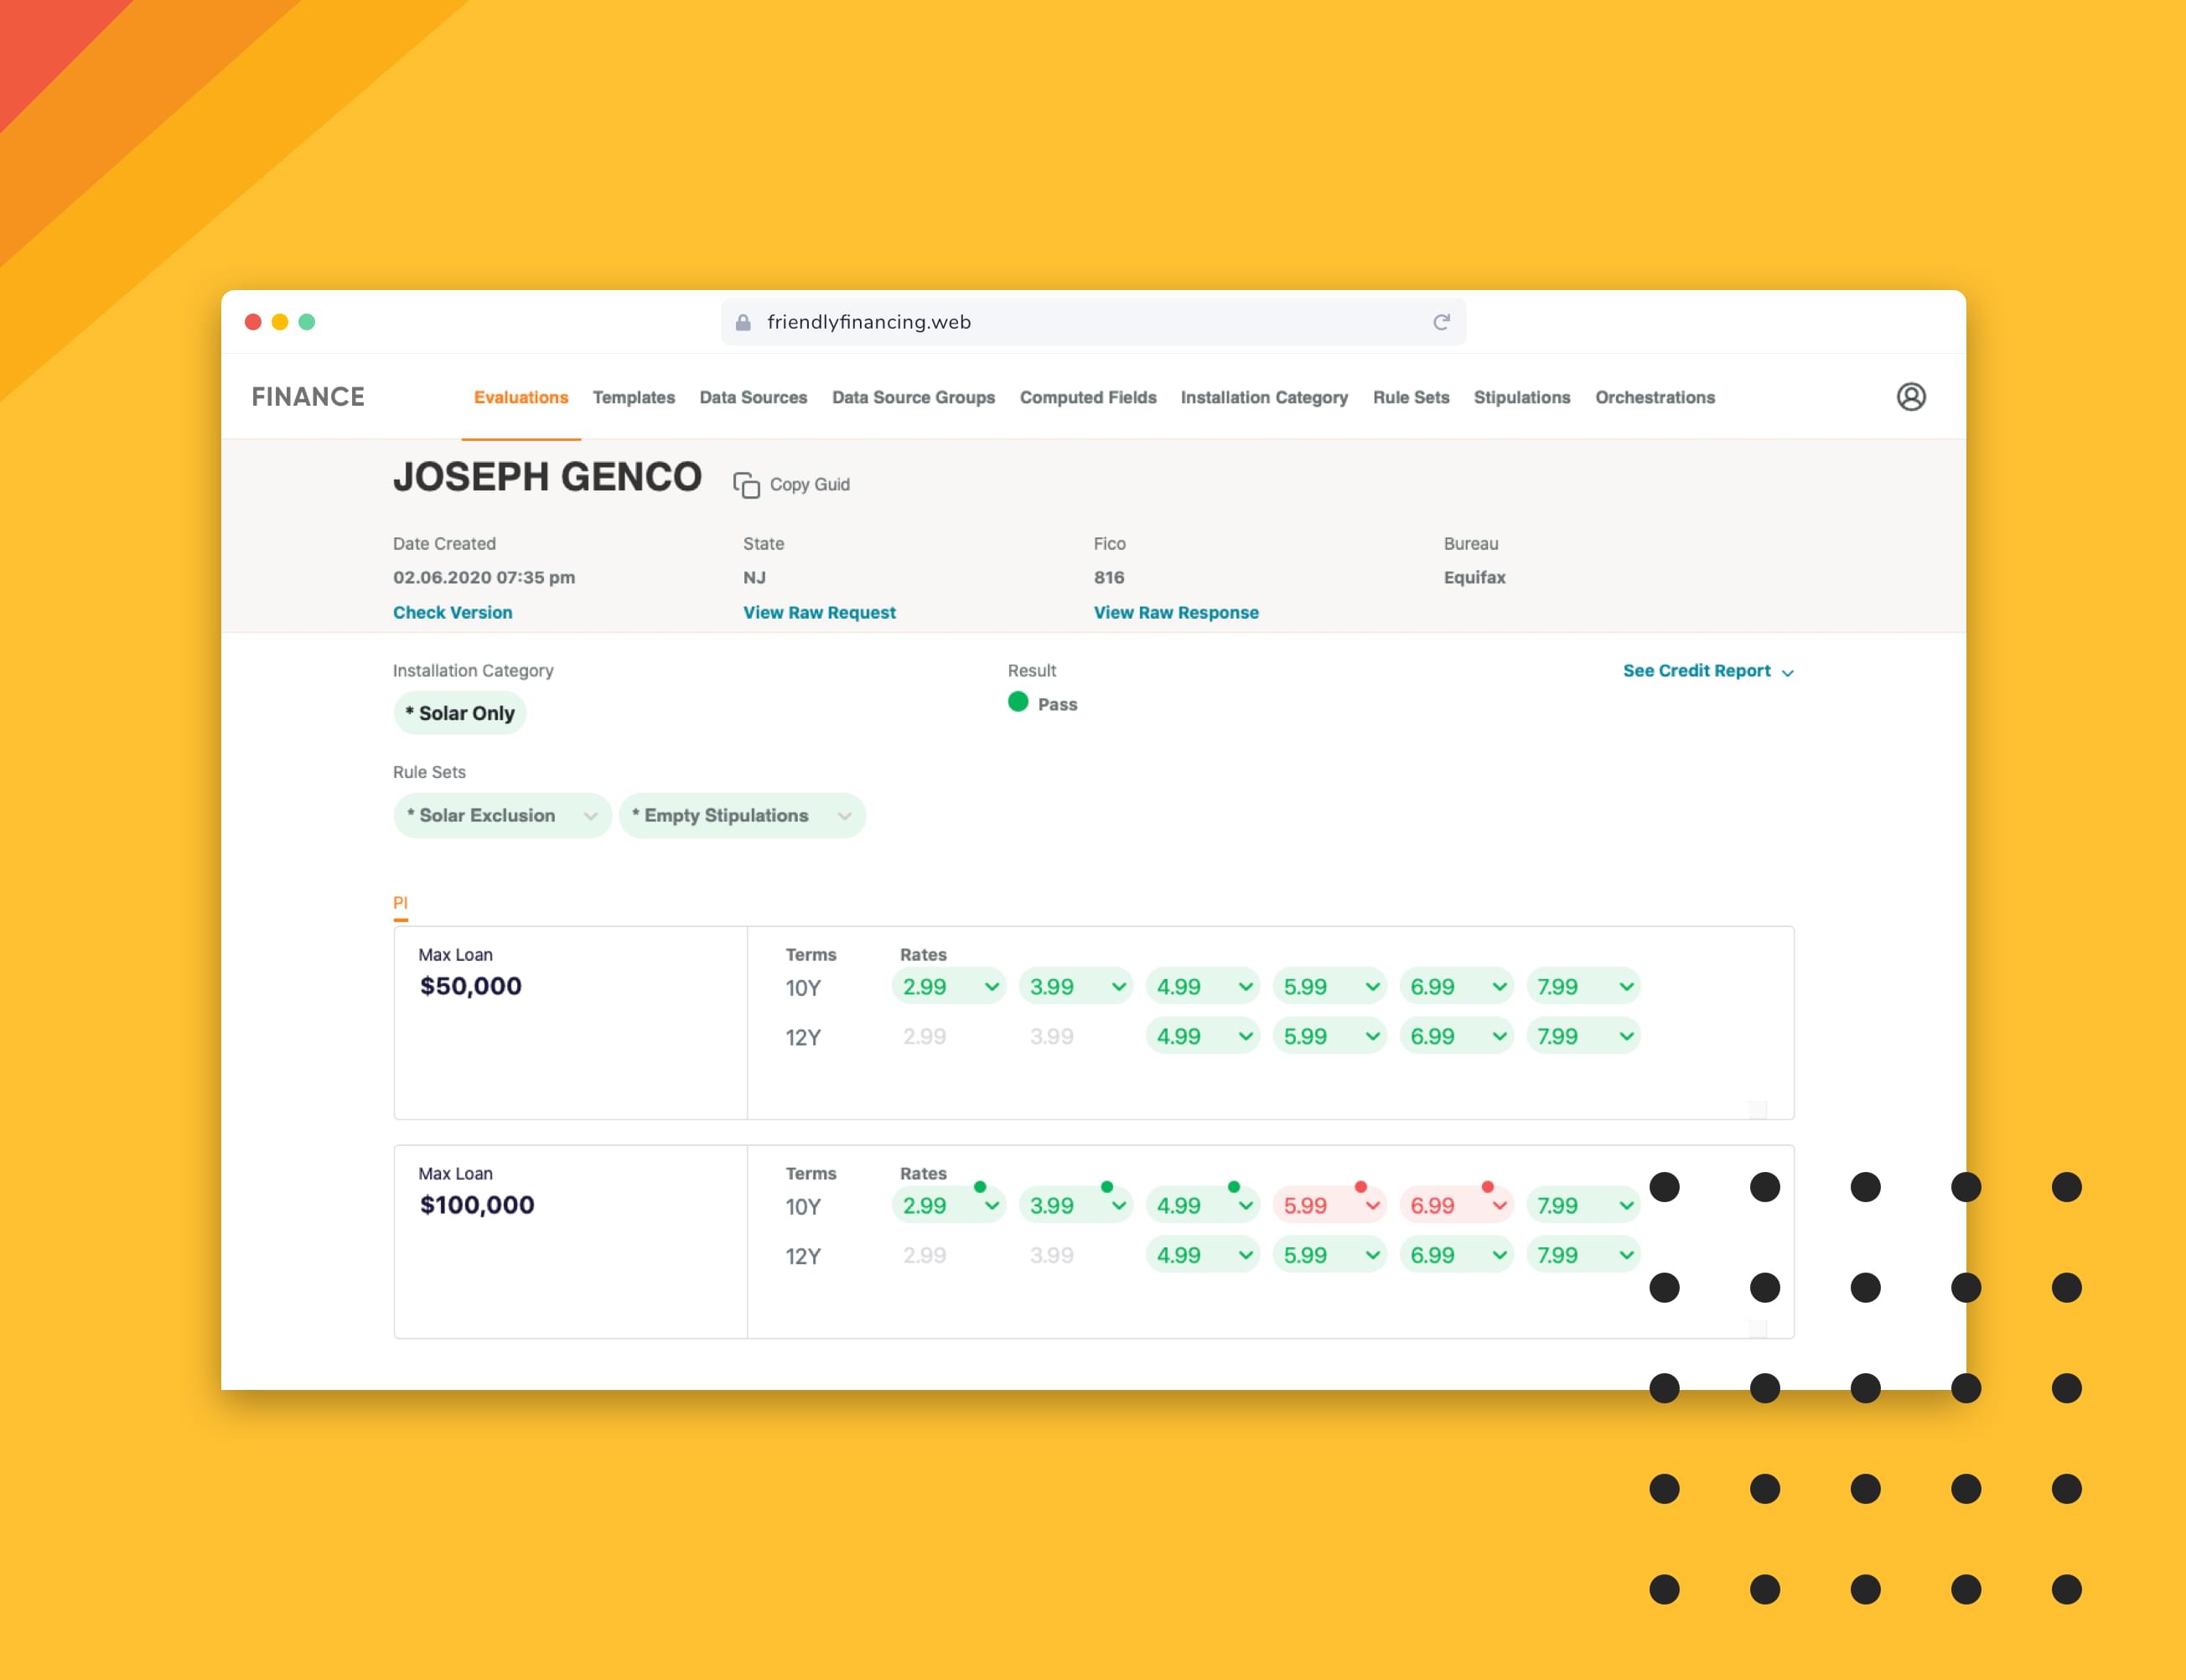 friendlyfinancing.web
FINANCE Evaluations Templates Data Sources Data Source Groups Computed Fields Installation Category Rule Sets Stipulations Orchestrations
JOSEPH GENCO Copy Guid
Date Created State Fico Bureau
02.06.2020 07:35 pm NJ 816 Equifax
Check Version View Raw Request View Raw Response
Installation Category Result See Credit Report
* Solar Only Pass
Rule Sets
* Solar Exclusion * Empty Stipulations
PI
Max Loan Terms Rates
$50,000 10Y 2.99 3.99 4.99 5.99 6.99 7.99
12Y 2.99 3.99 4.99 5.99 6.99 7.99
Max Loan Terms Rates
$100,000 10Y 2.99 3.99 4.99 5.99 6.99 7.99
12Y 2.99 3.99 4.99 5.99 6.99 7.99